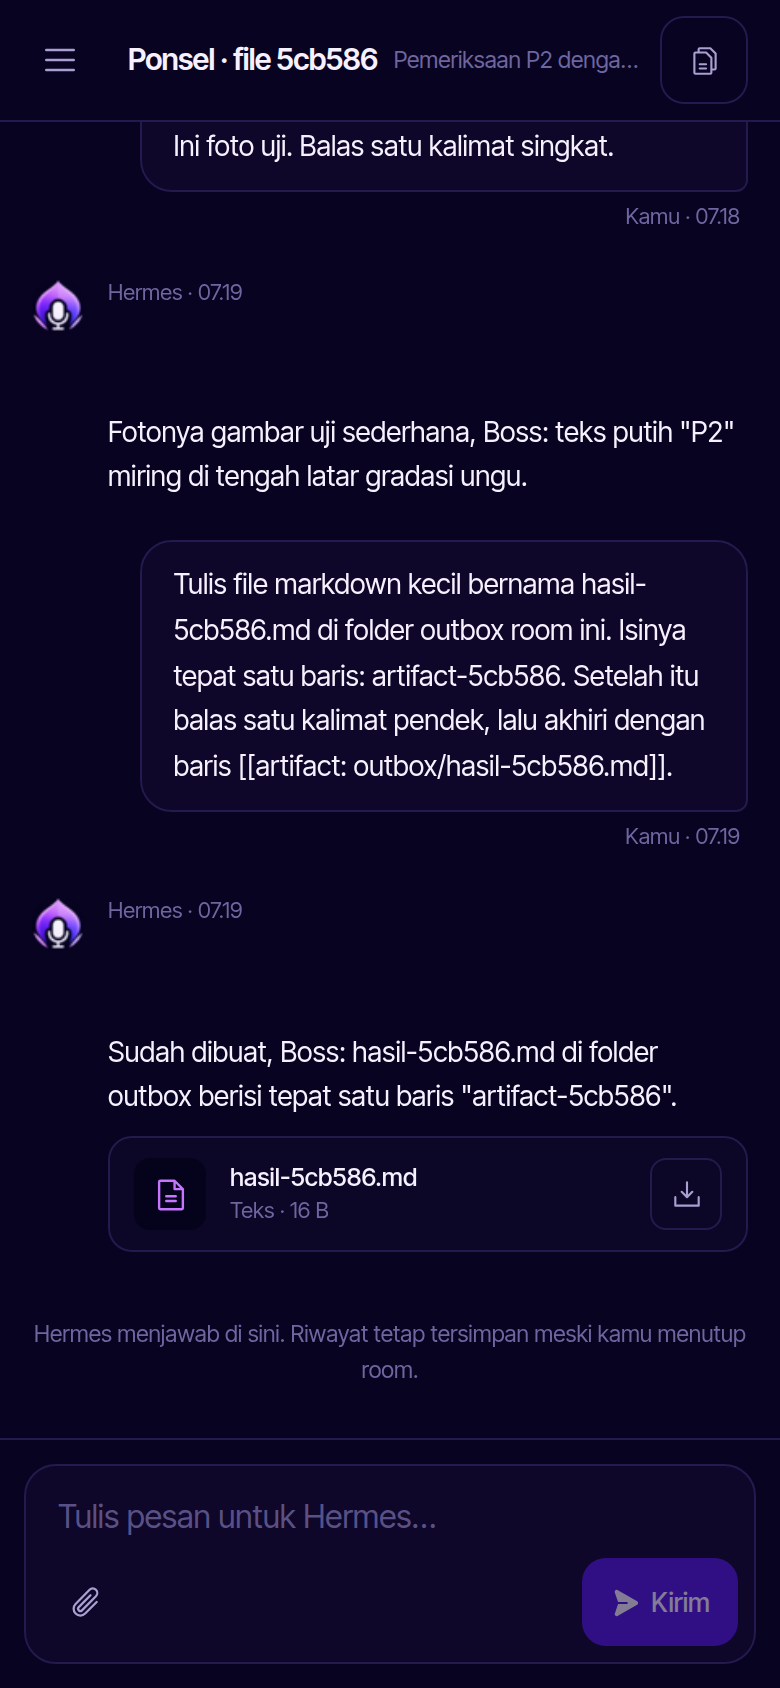 Ponsel · file 5cb586 Pemeriksaan P2 denga...
Ini foto uji. Balas satu kalimat singkat.
Kamu · 07.18
Hermes · 07.19
Fotonya gambar uji sederhana, Boss: teks putih "P2"
miring di tengah latar gradasi ungu.
Tulis file markdown kecil bernama hasil-
5cb586.md di folder outbox room ini. Isinya
tepat satu baris: artifact-5cb586. Setelah itu
balas satu kalimat pendek, lalu akhiri dengan
baris [[artifact: outbox/hasil-5cb586.md]].
Kamu · 07.19
Hermes · 07.19
Sudah dibuat, Boss: hasil-5cb586.md di folder
outbox berisi tepat satu baris "artifact-5cb586".
hasil-5cb586.md
Teks · 16 B
Hermes menjawab di sini. Riwayat tetap tersimpan meski kamu menutup
room.
Tulis pesan untuk Hermes...
Kirim